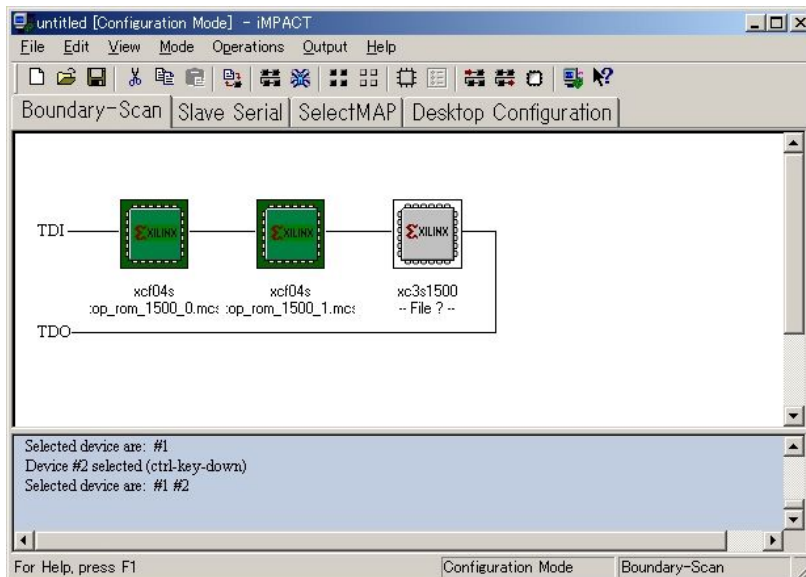 untitled [Configuration Mode] - iMPACT
File Edit View Mode Operations Output Help
Boundary-Scan Slave Serial SelectMAP Desktop Configuration
TDI
XILINX XILINX XILINX
xcf04s xcf04s xc3s1500
:op_rom_1500_0.mcs :op_rom_1500_1.mcs -- File ? --
TDO
Selected device are: #1
Device #2 selected (ctrl-key-down)
Selected device are: #1 #2
For Help, press F1 Configuration Mode Boundary-Scan